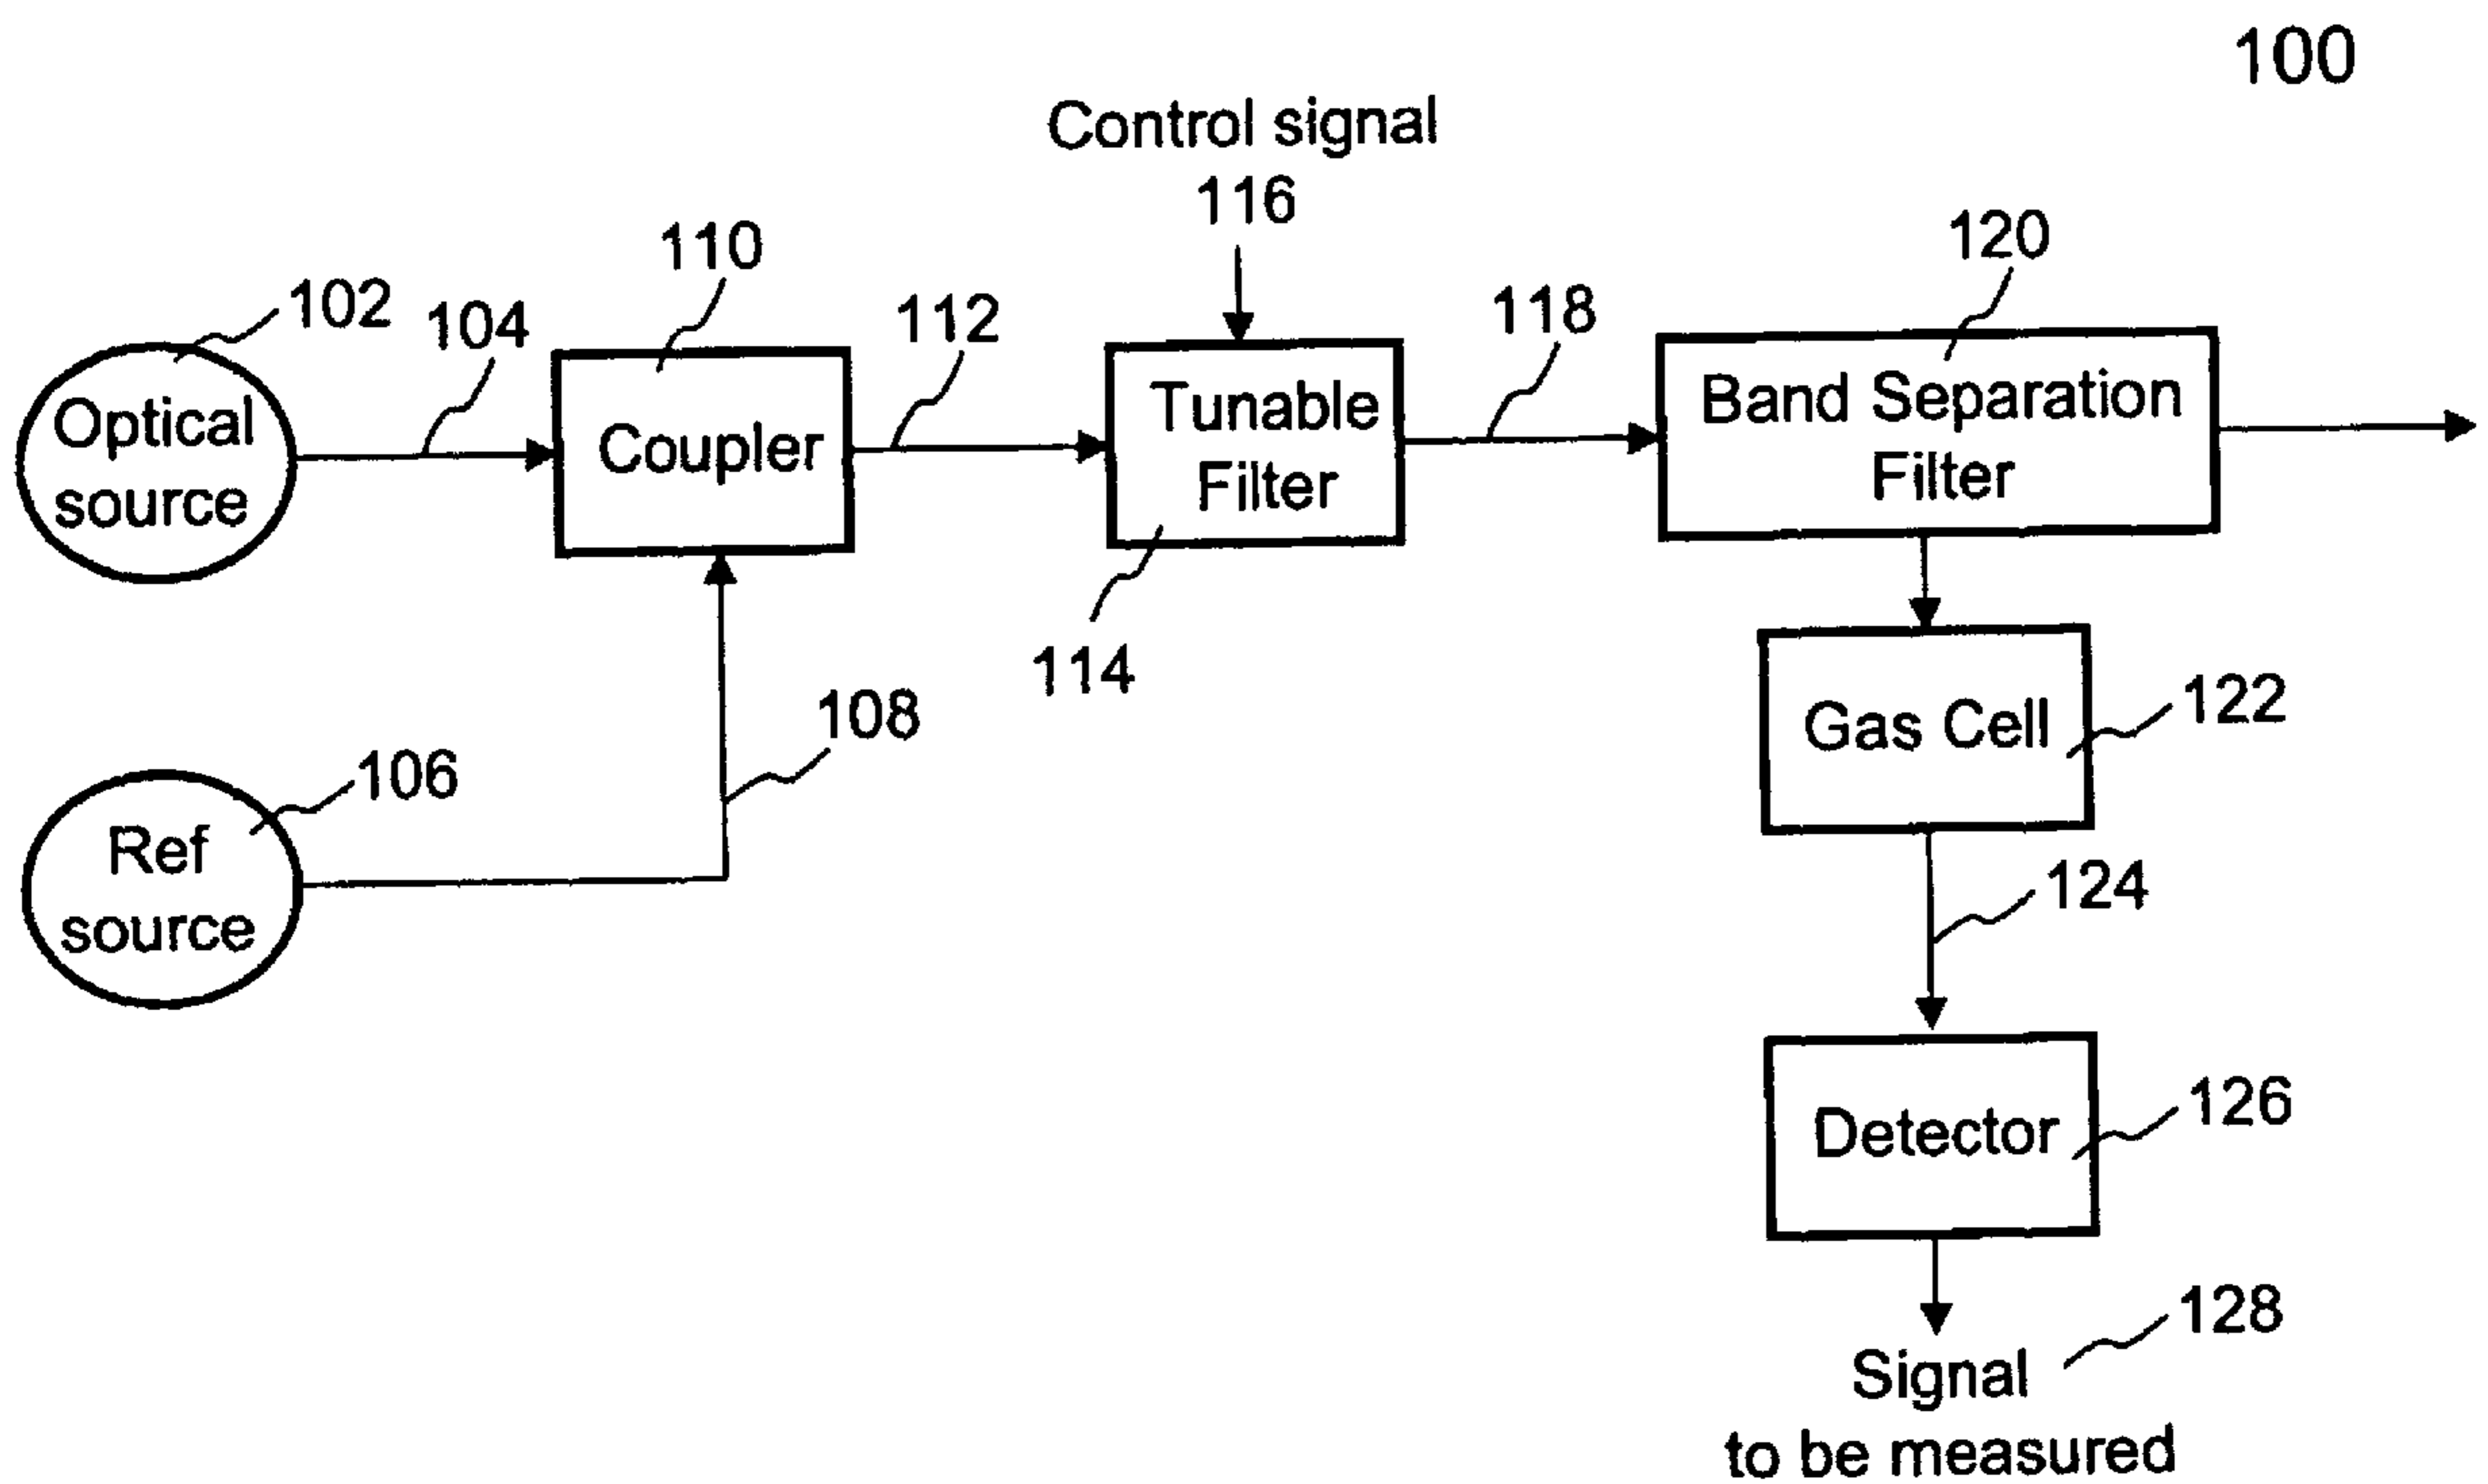 100
Control signal
116
110
120
102
104
112
118
Optical
source
Coupler
Tunable
Filter
Band Separation
Filter
114
108
Gas Cell
122
106
Ref
source
124
Detector
126
128
Signal
to be measured